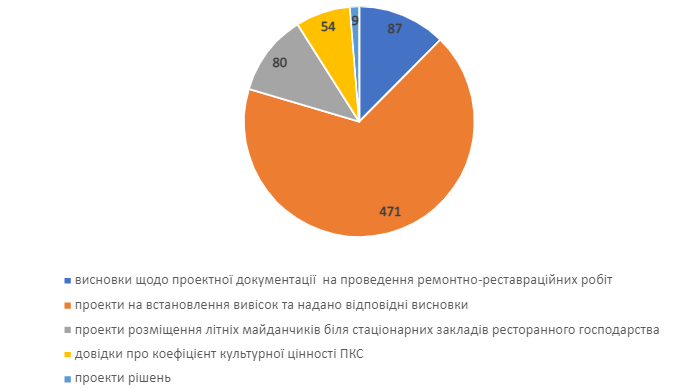 9
87
54
80
471
висновки щодо проектної документації на проведення ремонтно-реставраційних робіт
проекти на встановлення вивісок та надано відповідні висновки
проекти розміщення літніх майданчиків біля стаціонарних закладів ресторанного господарства
довідки про коефіцієнт культурної цінності ПКС
проекти рішень